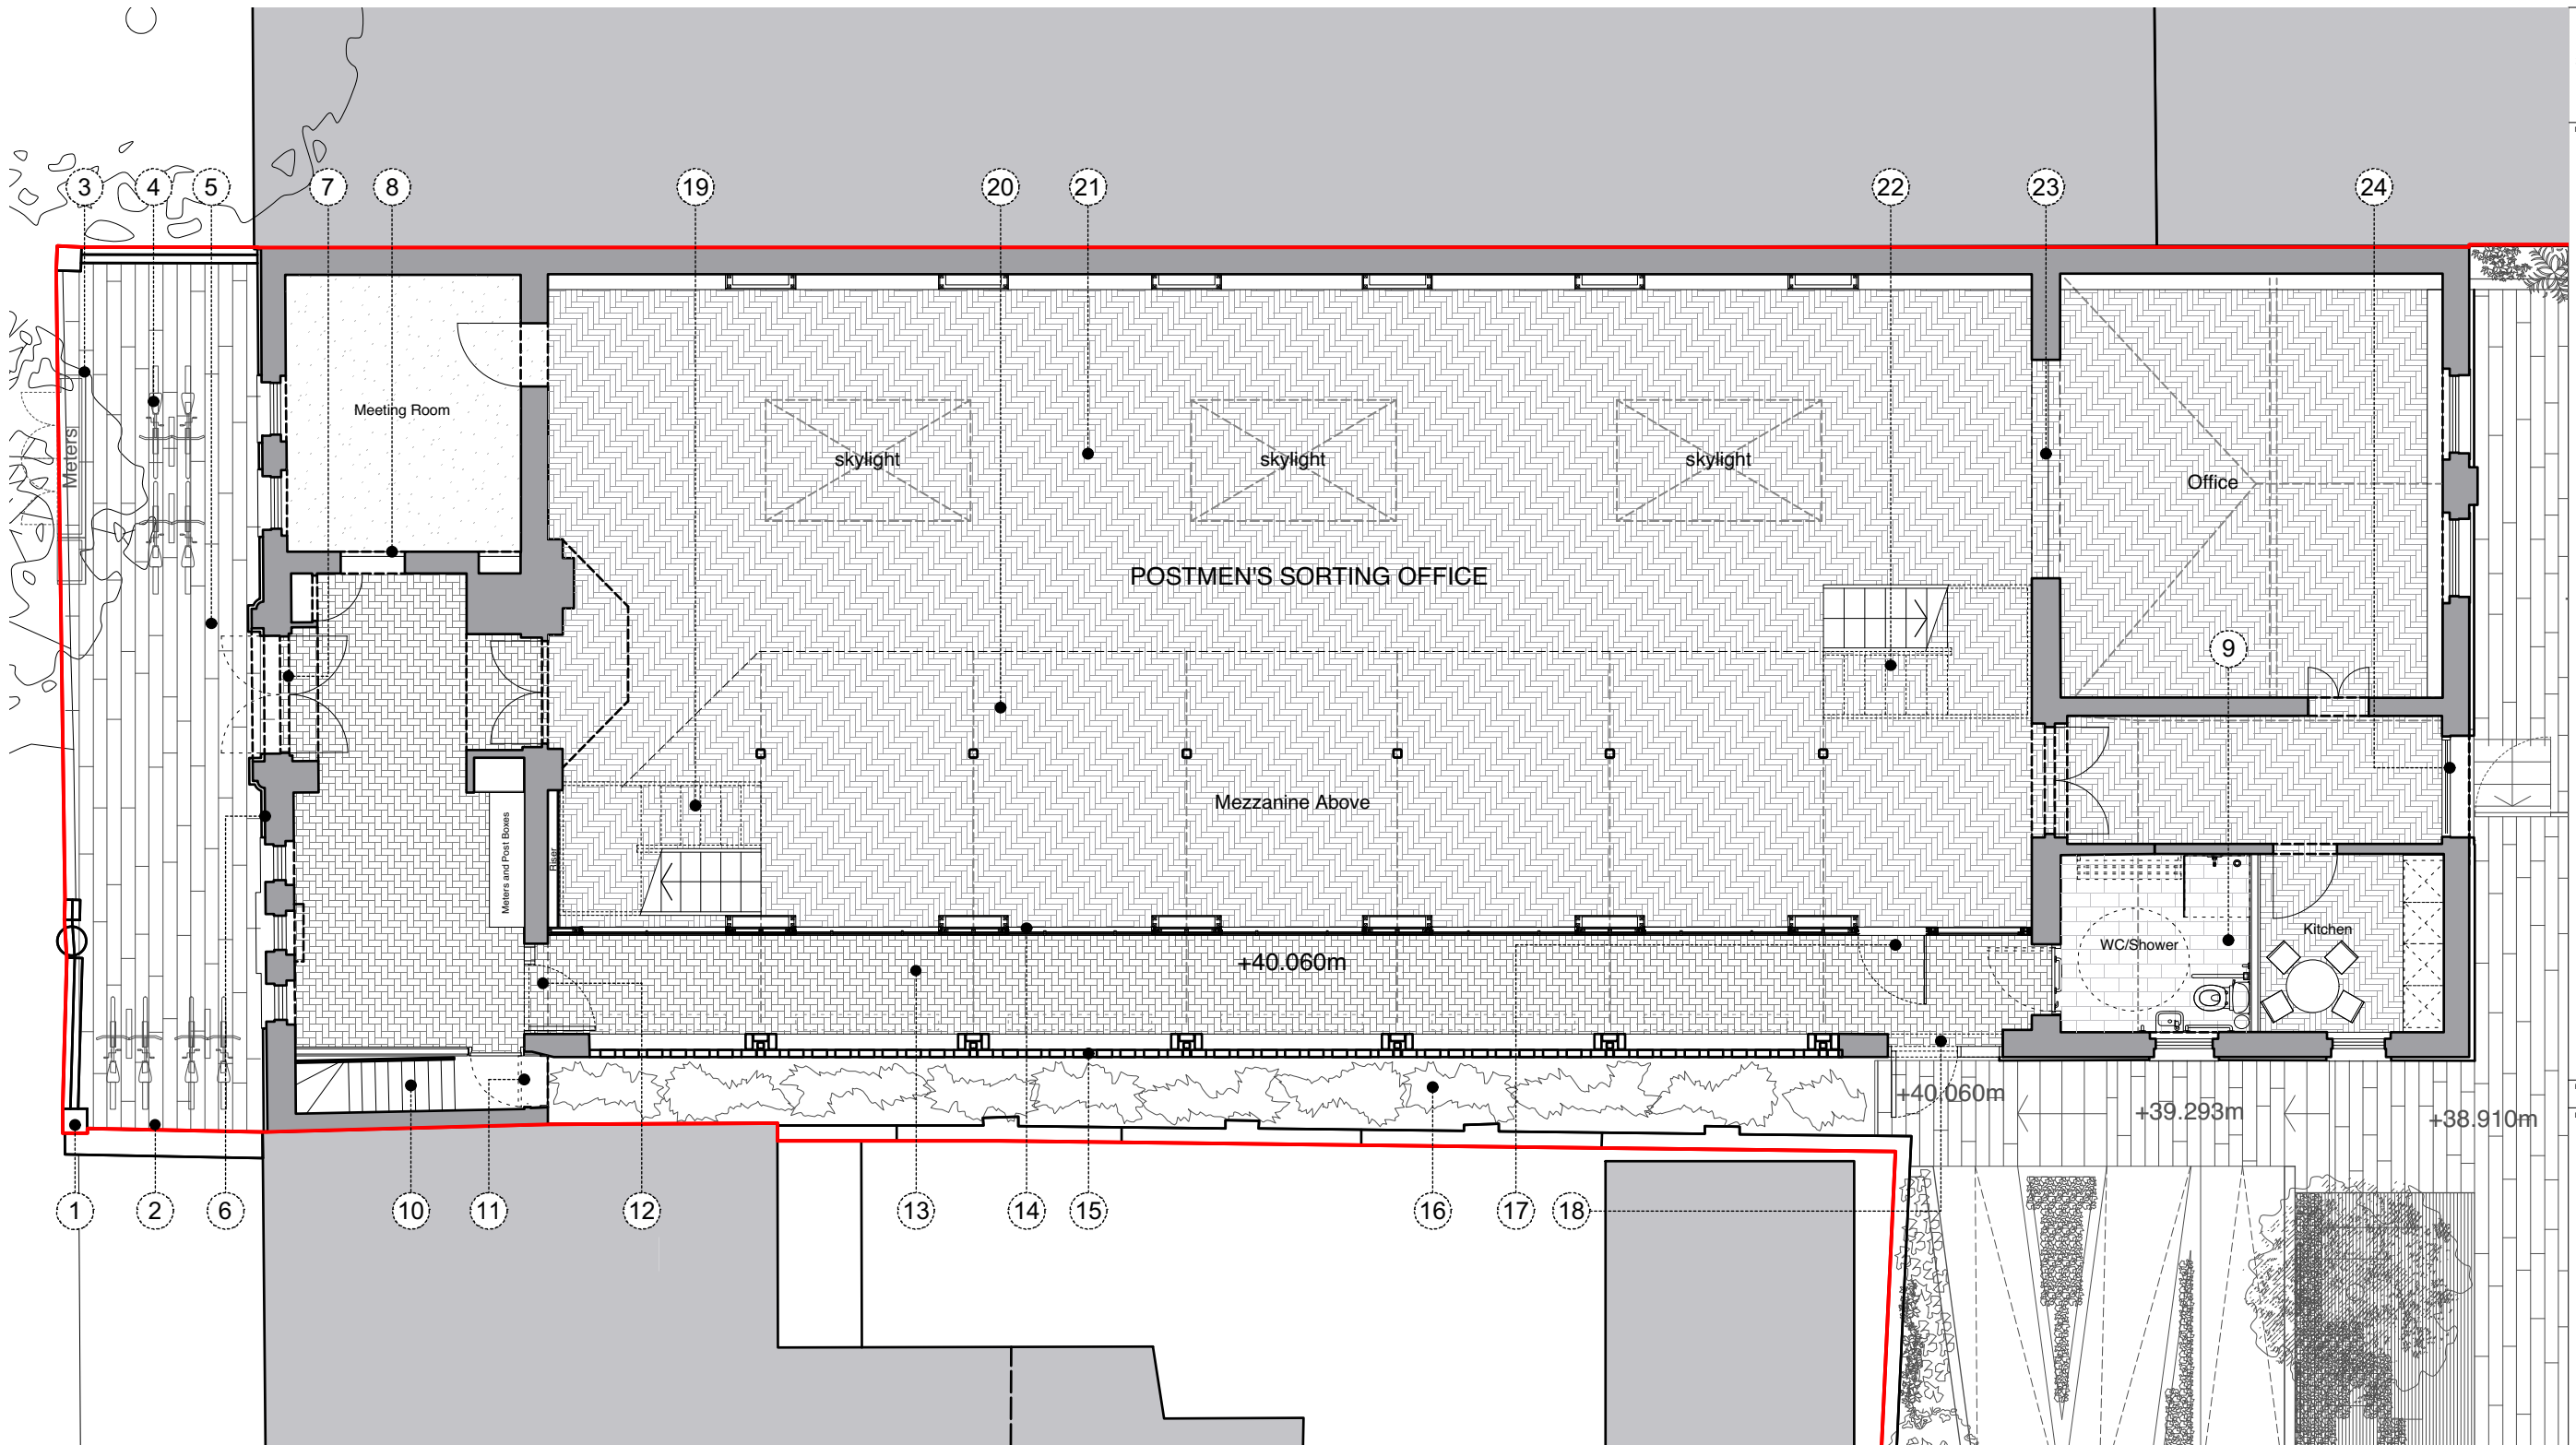 3 4 5 7 8 19 20 21 22 23 24
Meeting Room
Meters
skylight skylight skylight
Office
POSTMEN'S SORTING OFFICE
9
Mezzanine Above
Meters and Post Boxes
Riser
WC/Shower
Kitchen
+40.060m
+40.060m
+39.293m
+38.910m
1 2 6 10 11 12 13 14 15 16 17 18